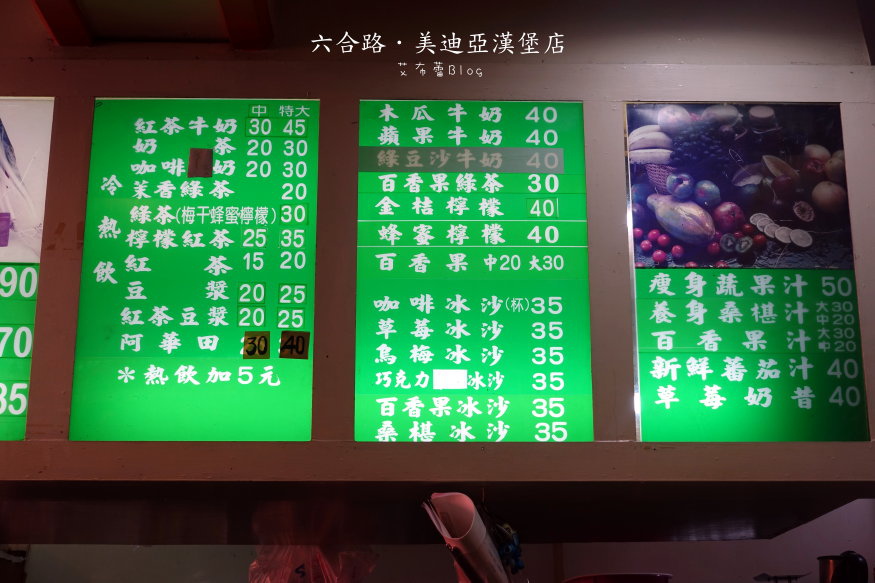 六合路·美迪亞漢堡店
艾布蕾Blog
90
70
35
中 特大
紅茶牛奶 30 45
奶茶 20 30
咖啡 奶 20 30
冷熱飲
茉香綠茶 20
綠茶(梅干蜂蜜檸檬) 30
檸檬紅茶 25 35
紅茶 15 20
豆漿 20 25
紅茶豆漿 20 25
阿華田 30 40
*熱飲加5元
木瓜牛奶 40
蘋果牛奶 40
綠豆沙牛奶 40
百香果綠茶 30
金桔檸檬 40
蜂蜜檸檬 40
百香果 中20 大30
咖啡冰沙(杯) 35
草莓冰沙 35
烏梅冰沙 35
巧克力 冰沙 35
百香果冰沙 35
桑椹冰沙 35
瘦身蔬果汁 50
養身桑椹汁 大30 中20
百香果汁 大30 中20
新鮮蕃茄汁 40
草莓奶昔 40